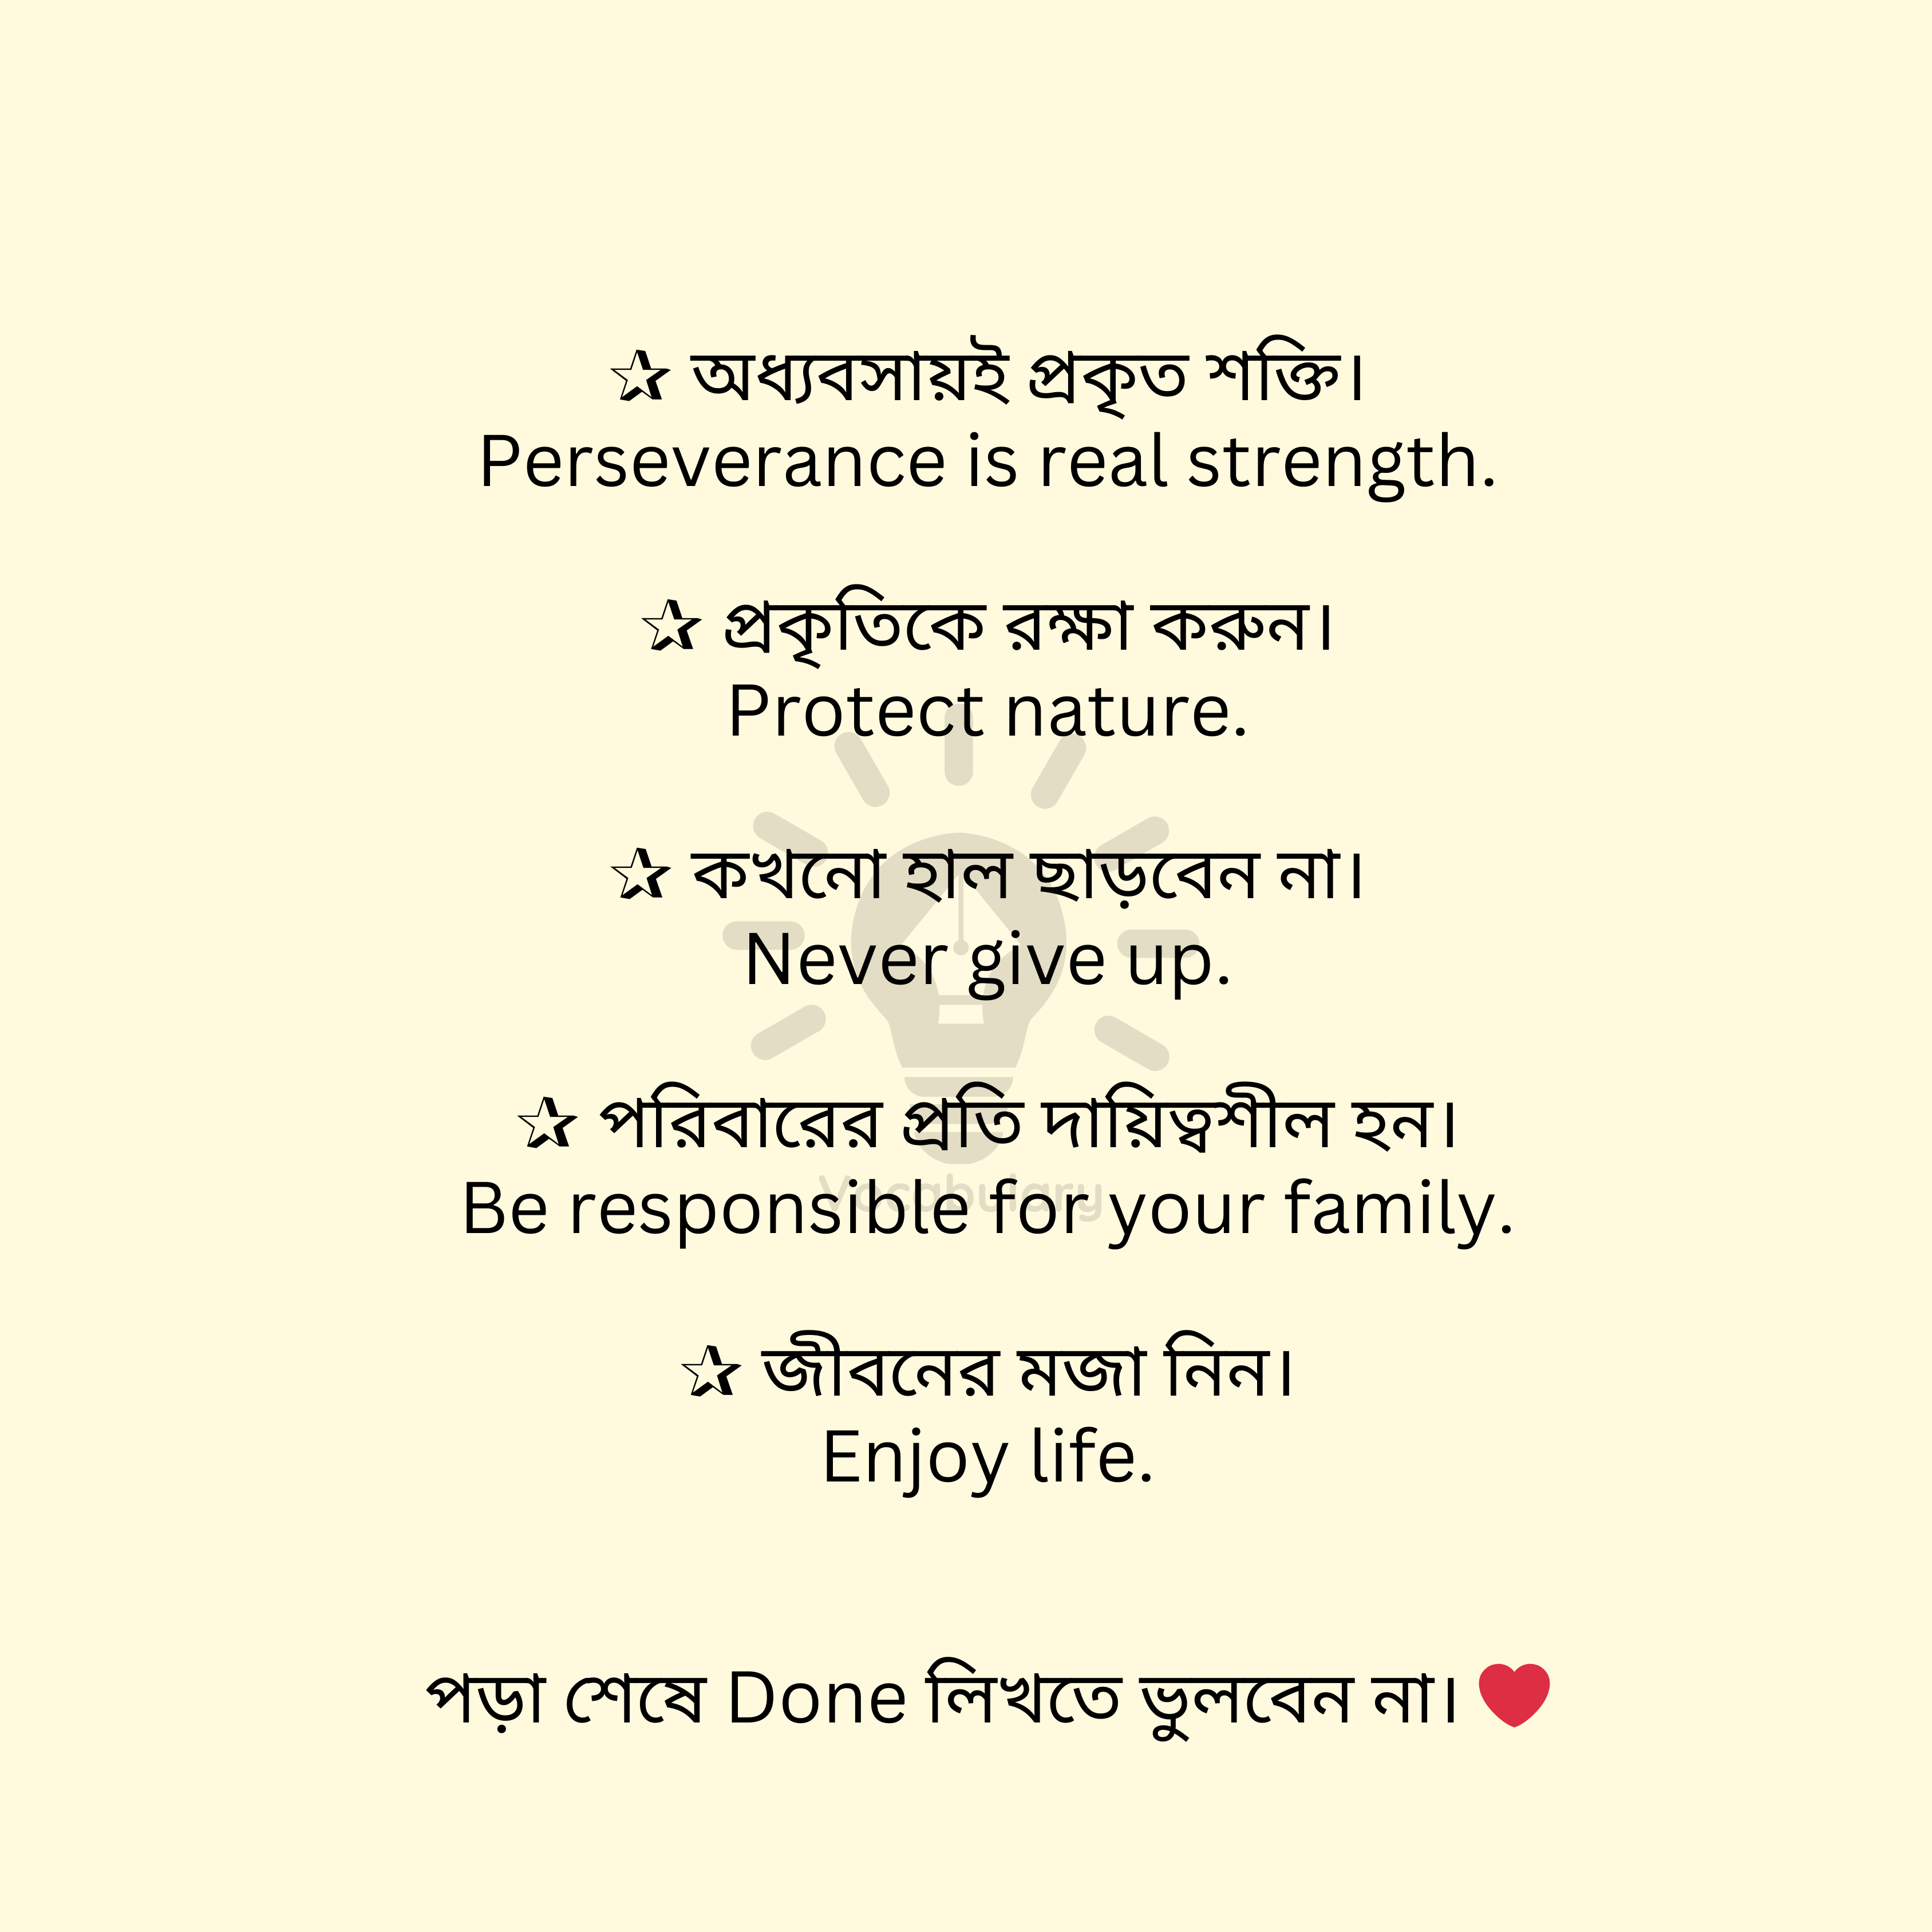 ☆ অধ্যবসায়ই প্রকৃত শক্তি।
Perseverance is real strength.
☆ প্রকৃতিকে রক্ষা করুন।
Protect nature.
☆ কখনো হাল ছাড়বেন না।
Never give up.
☆ পরিবারের প্রতি দায়িত্বশীল হন।
Vocabulary
Be responsible for your family.
☆ জীবনের মজা নিন।
Enjoy life.
পড়া শেষে Done লিখতে ভুলবেন না। ❤️